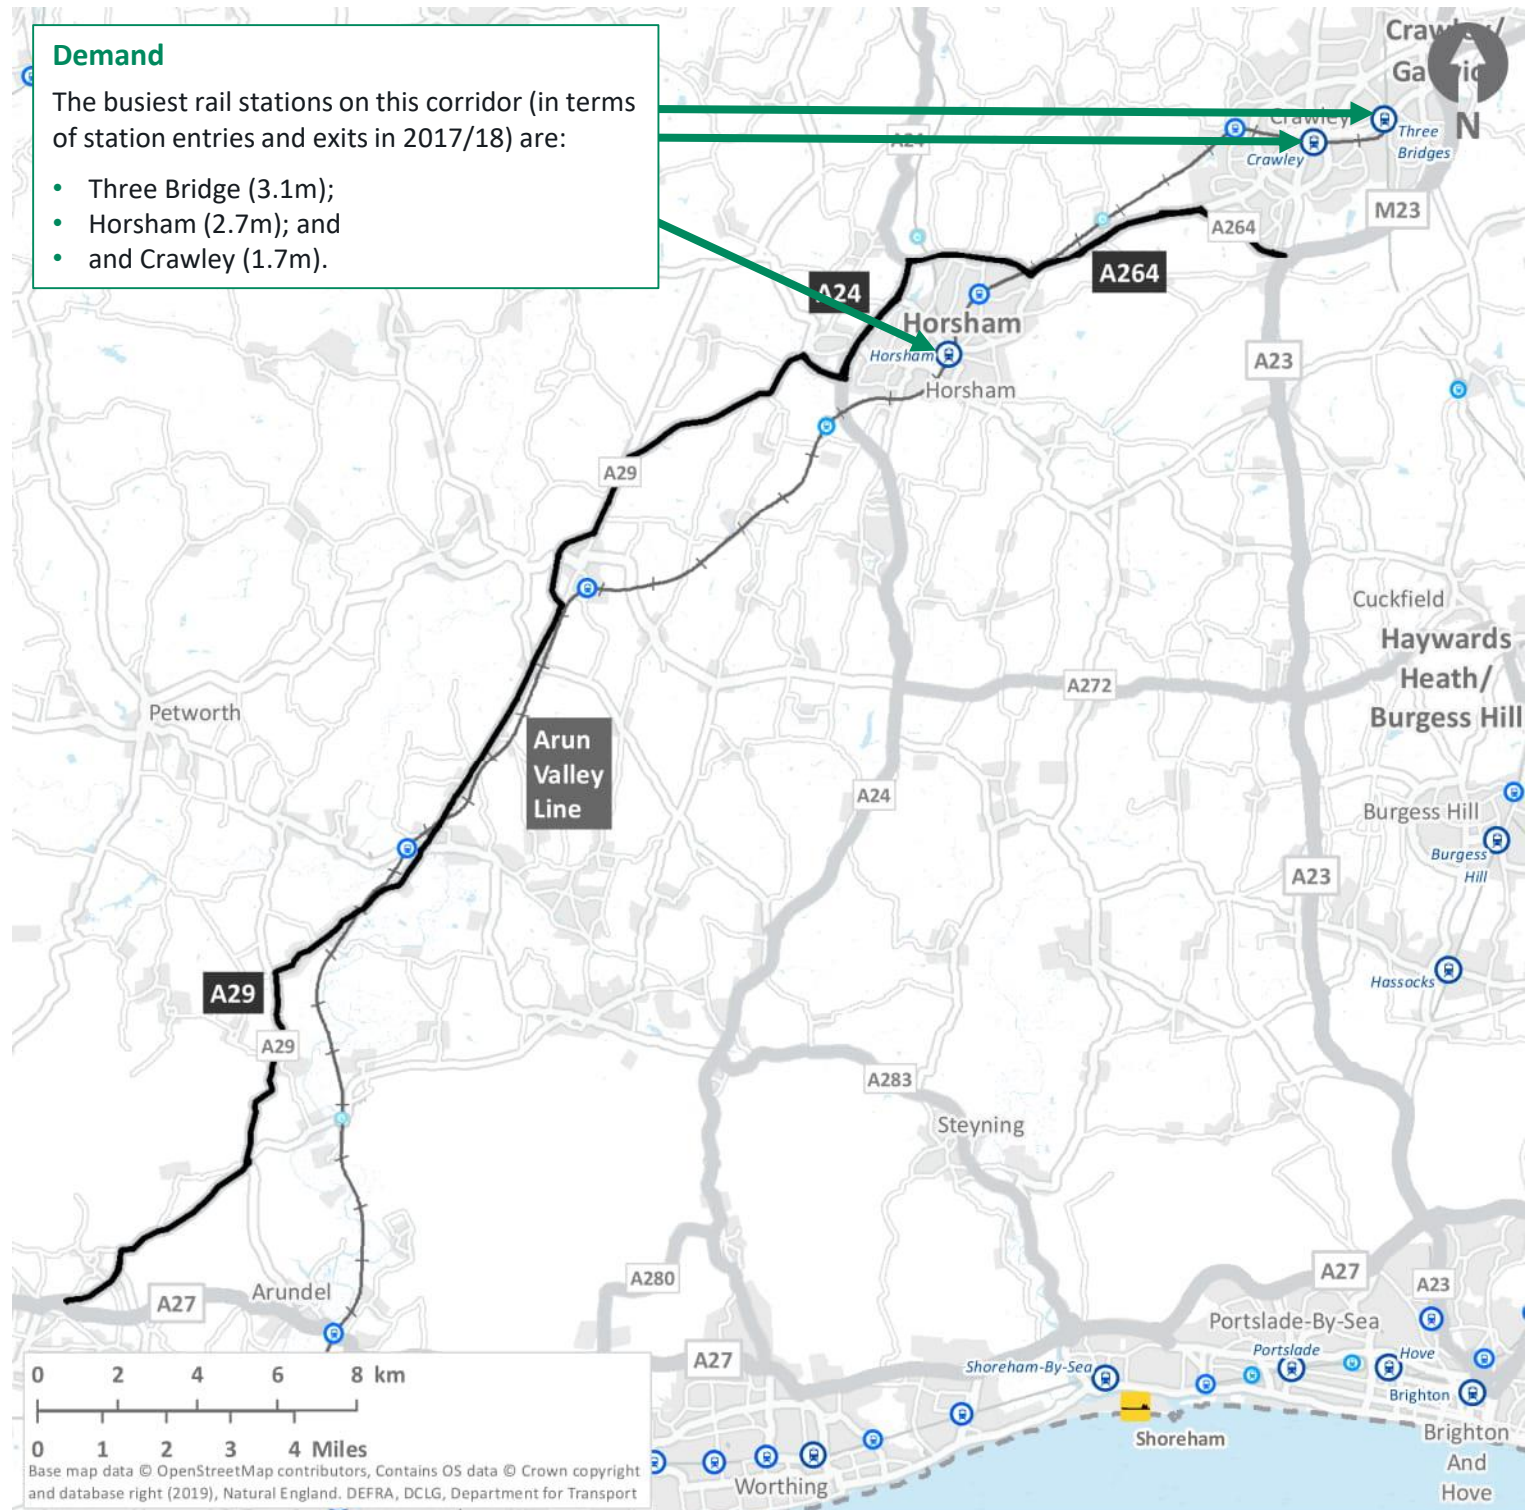 Demand
The busiest rail stations on this corridor (in terms
of station entries and exits in 2017/18) are:
• Three Bridge (3.1m);
• Horsham (2.7m); and
• and Crawley (1.7m).
N
Crawley
Three
Bridges
Crawley
A24
M23
A264
A264
A24
Horsham
Horsham
Horsham
A23
A29
Cuckfield
Haywards
Heath/
Burgess Hill
A272
Petworth
Arun
Valley
Line
A24
Burgess Hill
Burgess
Hill
A23
Hassocks
A29
A29
A283
Steyning
A280
A27
A23
Arundel
A27
Portslade-By-Sea
Portslade
Hove
A27
Shoreham-By-Sea
Brighton
Shoreham
Brighton
And
Hove
Worthing
0 2 4 6 8 km
0 1 2 3 4 Miles
Base map data © OpenStreetMap contributors, Contains OS data © Crown copyright
and database right (2019), Natural England. DEFRA, DCLG, Department for Transport